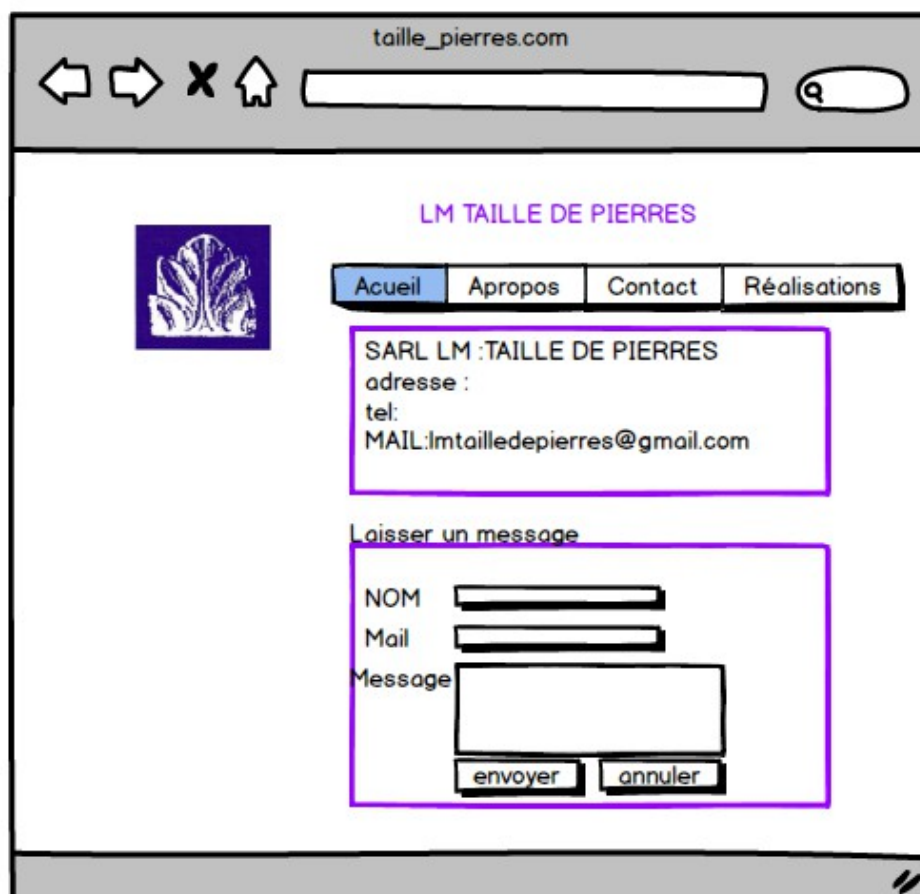 taille_pierres.com
LM TAILLE DE PIERRES
Acueil Apropos Contact Réalisations
SARL LM :TAILLE DE PIERRES
adresse :
tel:
MAIL:lmtailledepierres@gmail.com
Laisser un message
NOM
Mail
Message
envoyer annuler